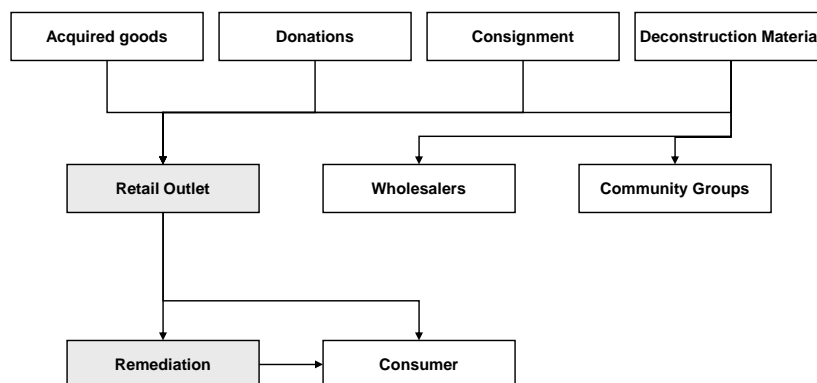 Acquired goods
Donations
Consignment
Deconstruction Materia
Retail Outlet
Wholesalers
Community Groups
Remediation
Consumer